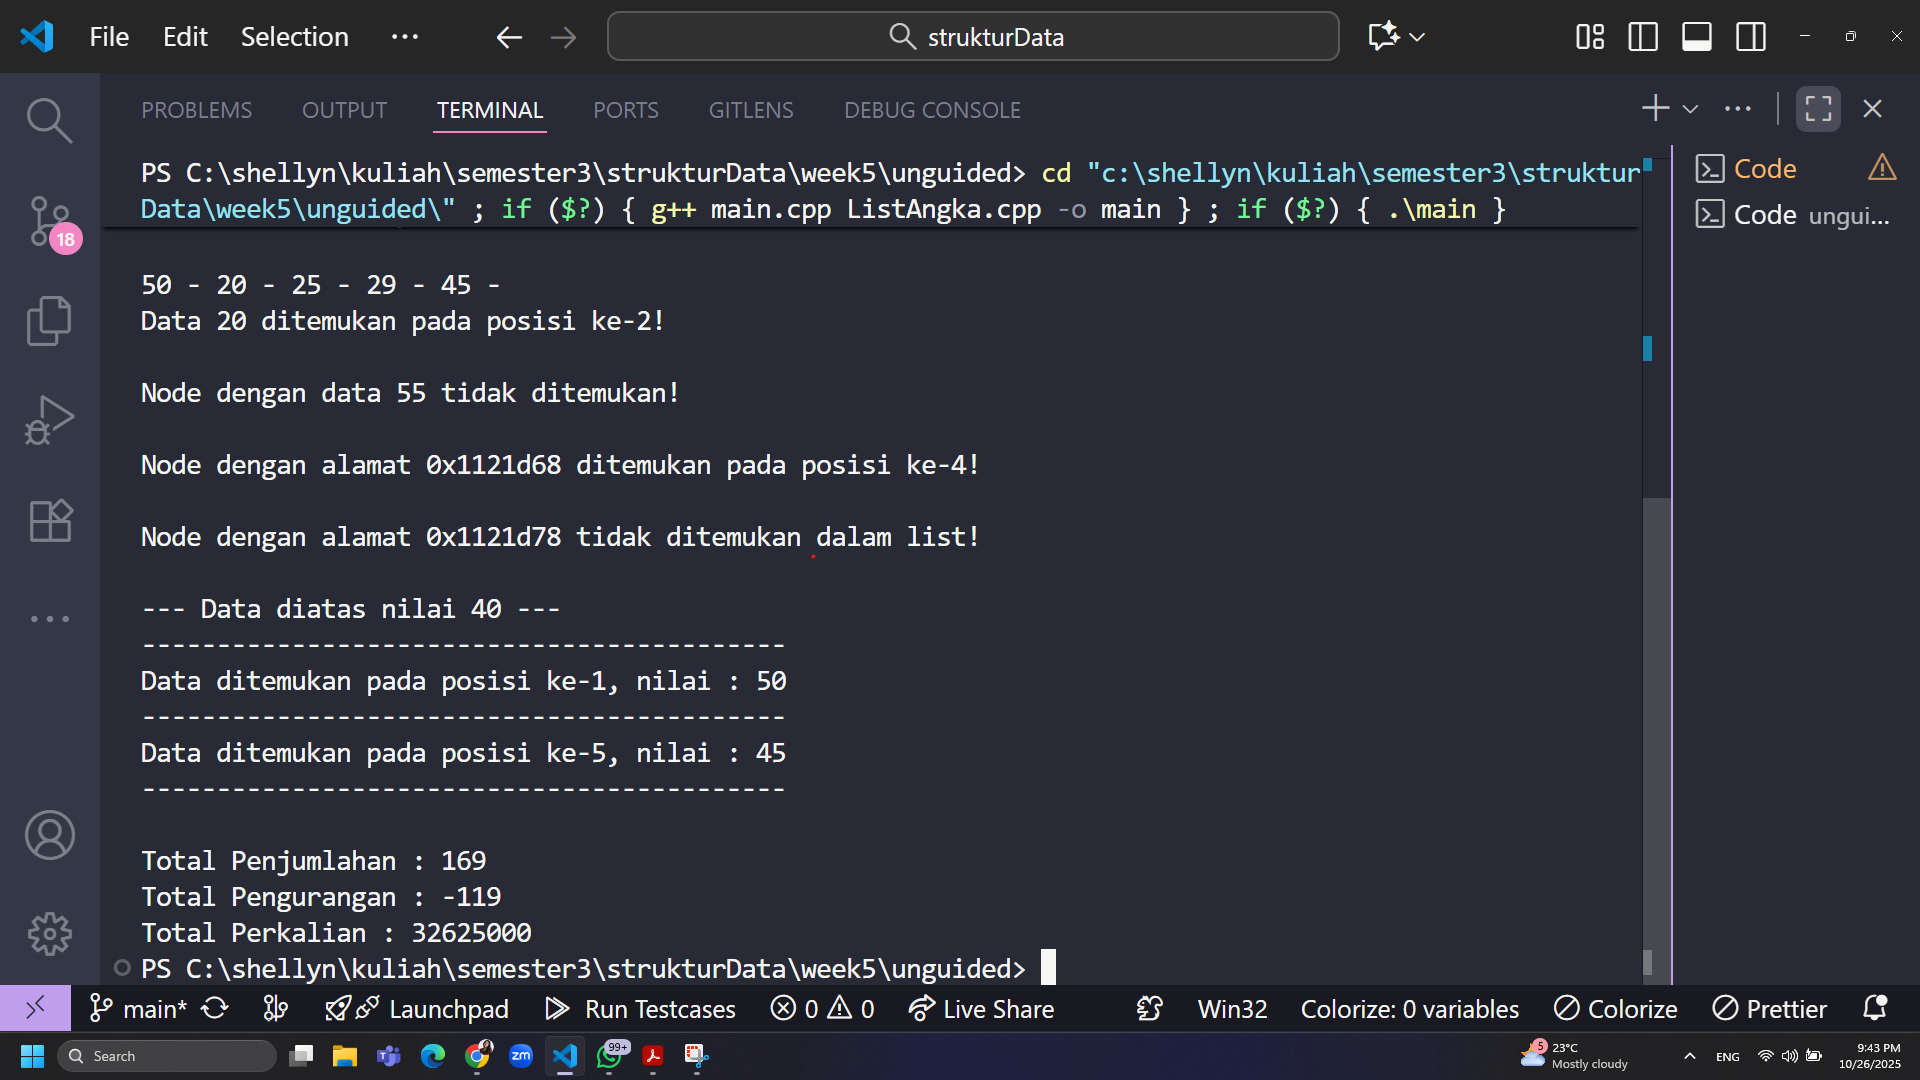 File Edit Selection ··· strukturData
PROBLEMS OUTPUT TERMINAL PORTS GITLENS DEBUG CONSOLE
PS C:\shellyn\kuliah\semester3\strukturData\week5\unguided> cd "c:\shellyn\kuliah\semester3\struktur
Data\week5\unguided\" ; if ($?) { g++ main.cpp ListAngka.cpp -o main } ; if ($?) { .\main }
Code
Code ungui...
18
50 - 20 - 25 - 29 - 45 -
Data 20 ditemukan pada posisi ke-2!
Node dengan data 55 tidak ditemukan!
Node dengan alamat 0x1121d68 ditemukan pada posisi ke-4!
Node dengan alamat 0x1121d78 tidak ditemukan dalam list!
--- Data diatas nilai 40 ---
-------------------------------------------
Data ditemukan pada posisi ke-1, nilai : 50
-------------------------------------------
Data ditemukan pada posisi ke-5, nilai : 45
-------------------------------------------
Total Penjumlahan : 169
Total Pengurangan : -119
Total Perkalian : 32625000
PS C:\shellyn\kuliah\semester3\strukturData\week5\unguided>
main* Launchpad Run Testcases 0 0 Live Share Win32 Colorize: 0 variables Colorize Prettier
Search zm 99+ 5 23°C ENG 9:43 PM
Mostly cloudy 10/26/2025